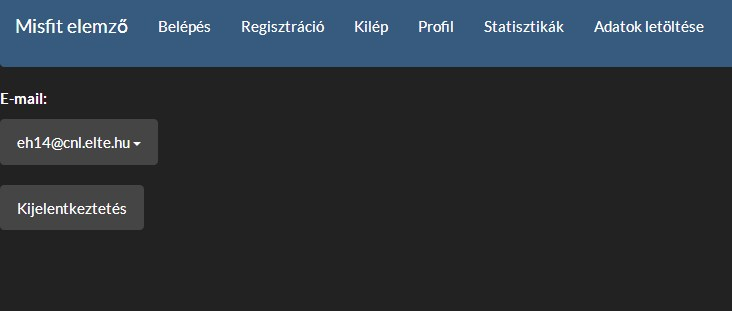 Misfit elemző Belépés Regisztráció Kilép Profil Statisztikák Adatok letöltése
E-mail:
eh14@cnl.elte.hu
Kijelentkeztetés